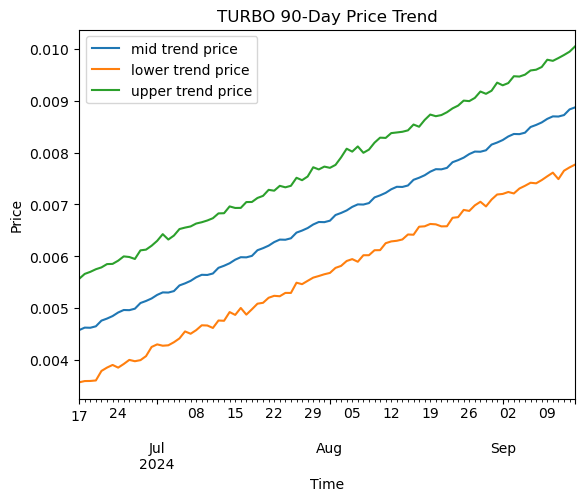 TURBO 90-Day Price Trend
mid trend price
lower trend price
upper trend price
Price
0.010
0.009
0.008
0.007
0.006
0.005
0.004
17 24 08 15 22 29 05 12 19 26 02 09
Jul Aug Sep
2024
Time